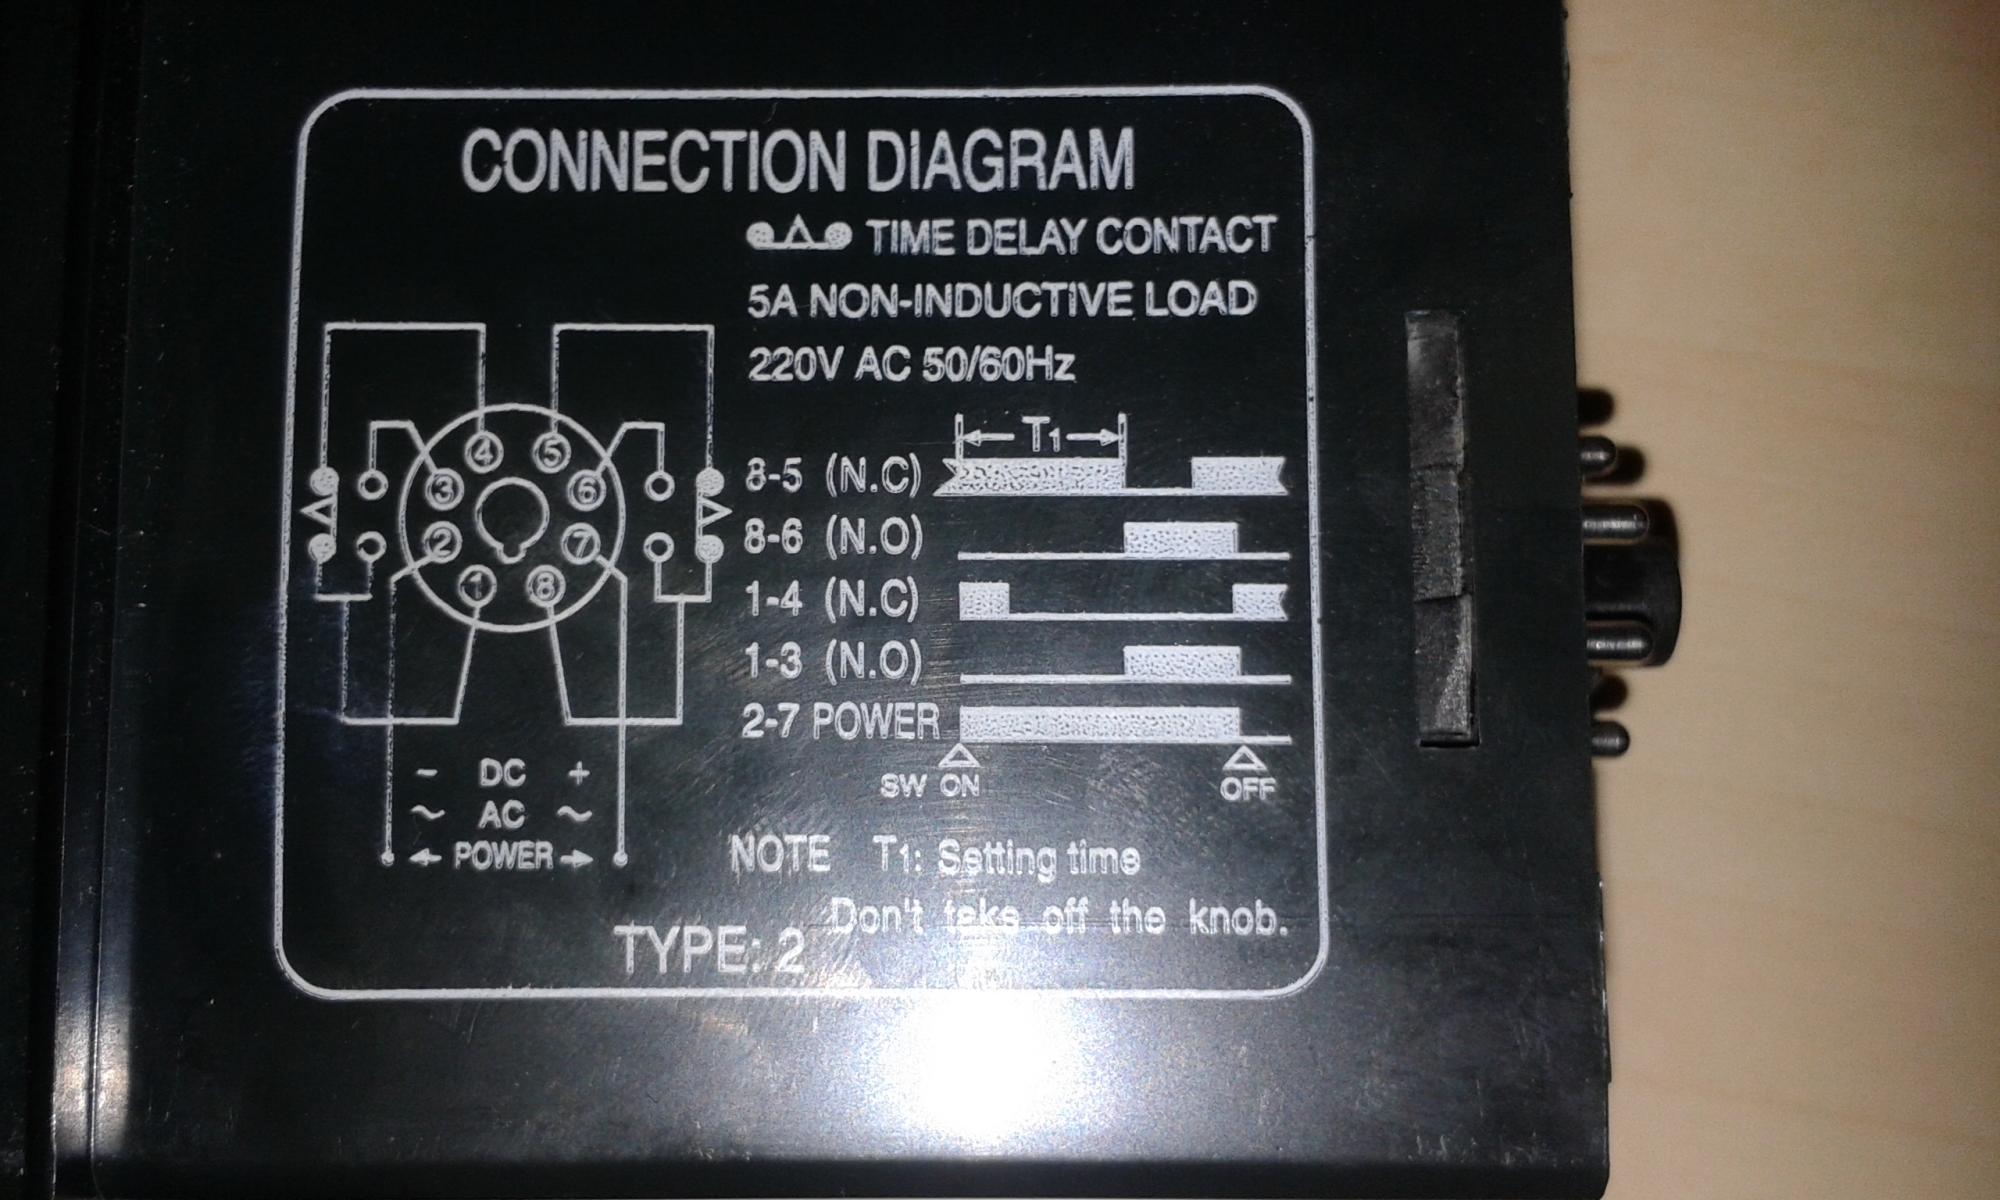 CONNECTION DIAGRAM
TIME DELAY CONTACT
5A NON-INDUCTIVE LOAD
220V AC 50/60Hz
T1
8-5 (N.C)
8-6 (N.O)
1-4 (N.C)
1-3 (N.O)
2-7 POWER
SW ON
OFF
4 5
3 6
2 7
1 8
- DC +
~ AC ~
POWER
NOTE T1: Setting time
Don't take off the knob.
TYPE: 2